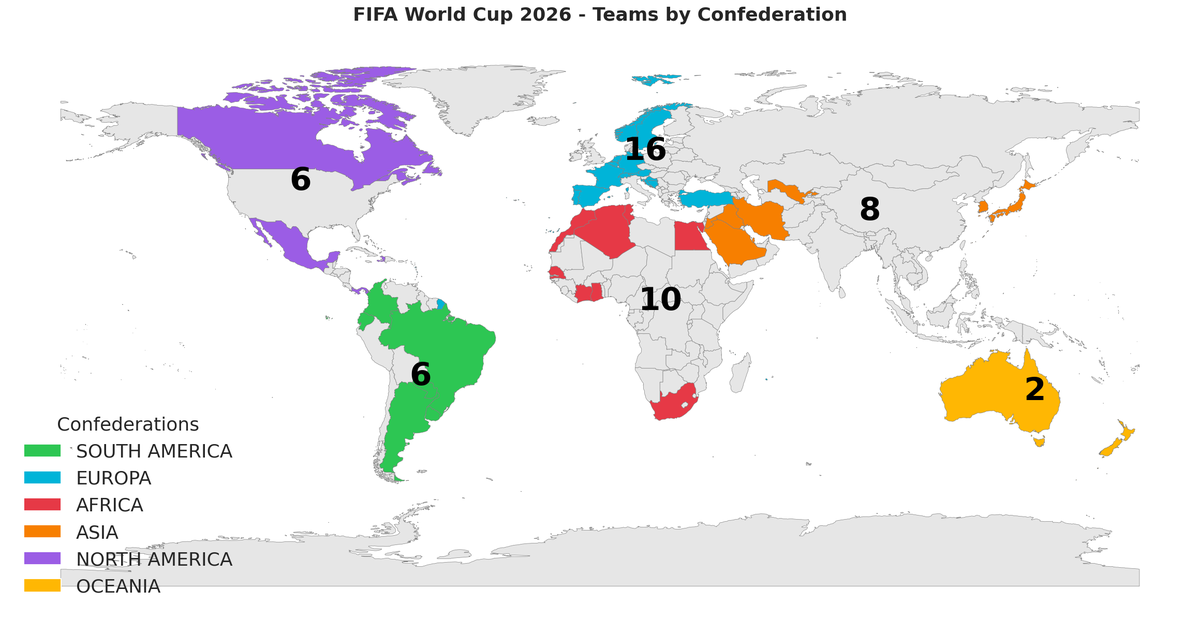 FIFA World Cup 2026 - Teams by Confederation
16
6
8
10
6
2
Confederations
SOUTH AMERICA
EUROPA
AFRICA
ASIA
NORTH AMERICA
OCEANIA